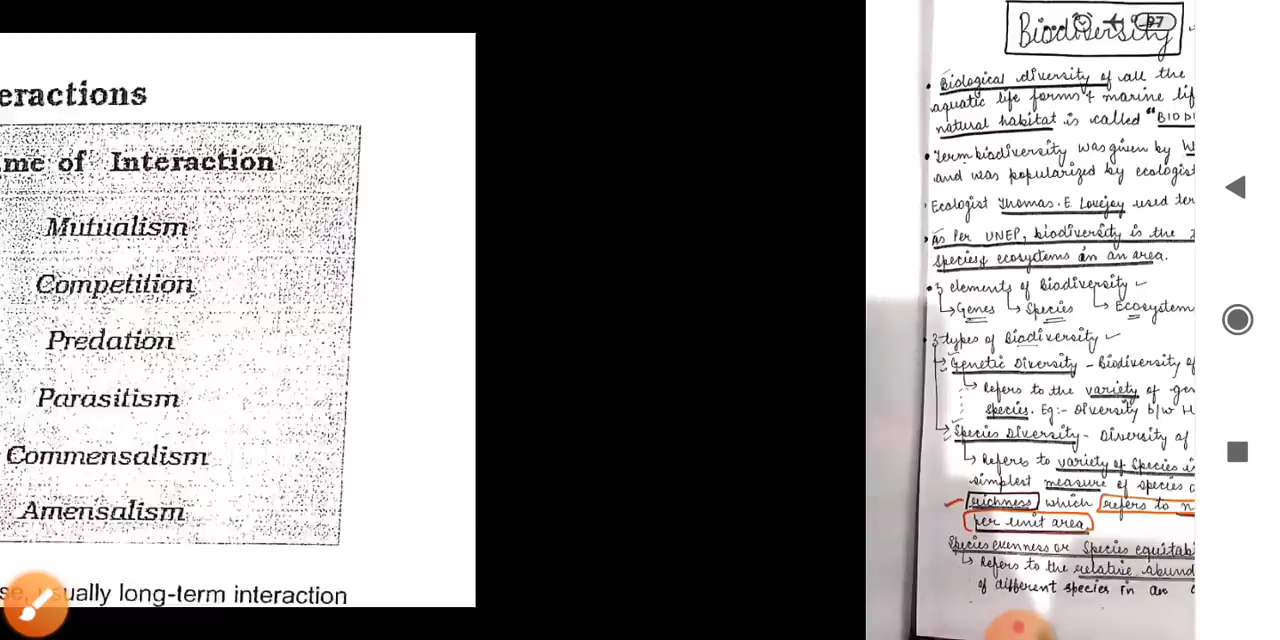 eractions
me of Interaction
Mutualism
Competition
Predation
Parasitism
Commensalism
Amensalism
usually long-term interaction
Biodiversity
• Biological diversity of all the
aquatic life forms & marine lif
natural habitat is called "BIOD
• Term biodiversity was given by W
and was popularized by ecologist
Ecologist Thomas. E. Lovejoy used ter
• As Per UNEP, biodiversity is the
species & ecosystems in an area.
• 3 elements of Biodiversity
Genes Species Ecosystem
3 types of Biodiversity
Genetic Diversity - Biodiversity of
Refers to the variety of gen
species. Eg:- Diversity b/w H
Species Diversity - Diversity of
Refers to variety of Species i
simplest measure of species
richness which refers to n
per unit area
Species evenness or Species equitab
Refers to the relative abund
of different species in an